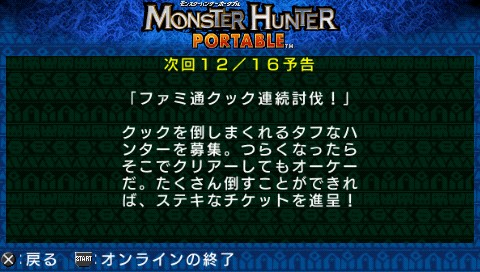 モンスターハンターポータブル
MONSTER HUNTER
PORTABLE™
次回12/16予告
「ファミ通クック連続討伐!」
クックを倒しまくれるタフなハ
ンターを募集。つらくなったら
そこでクリアーしてもオーケー
だ。たくさん倒すことができれ
ば、ステキなチケットを進呈!
:戻る START:オンラインの終了